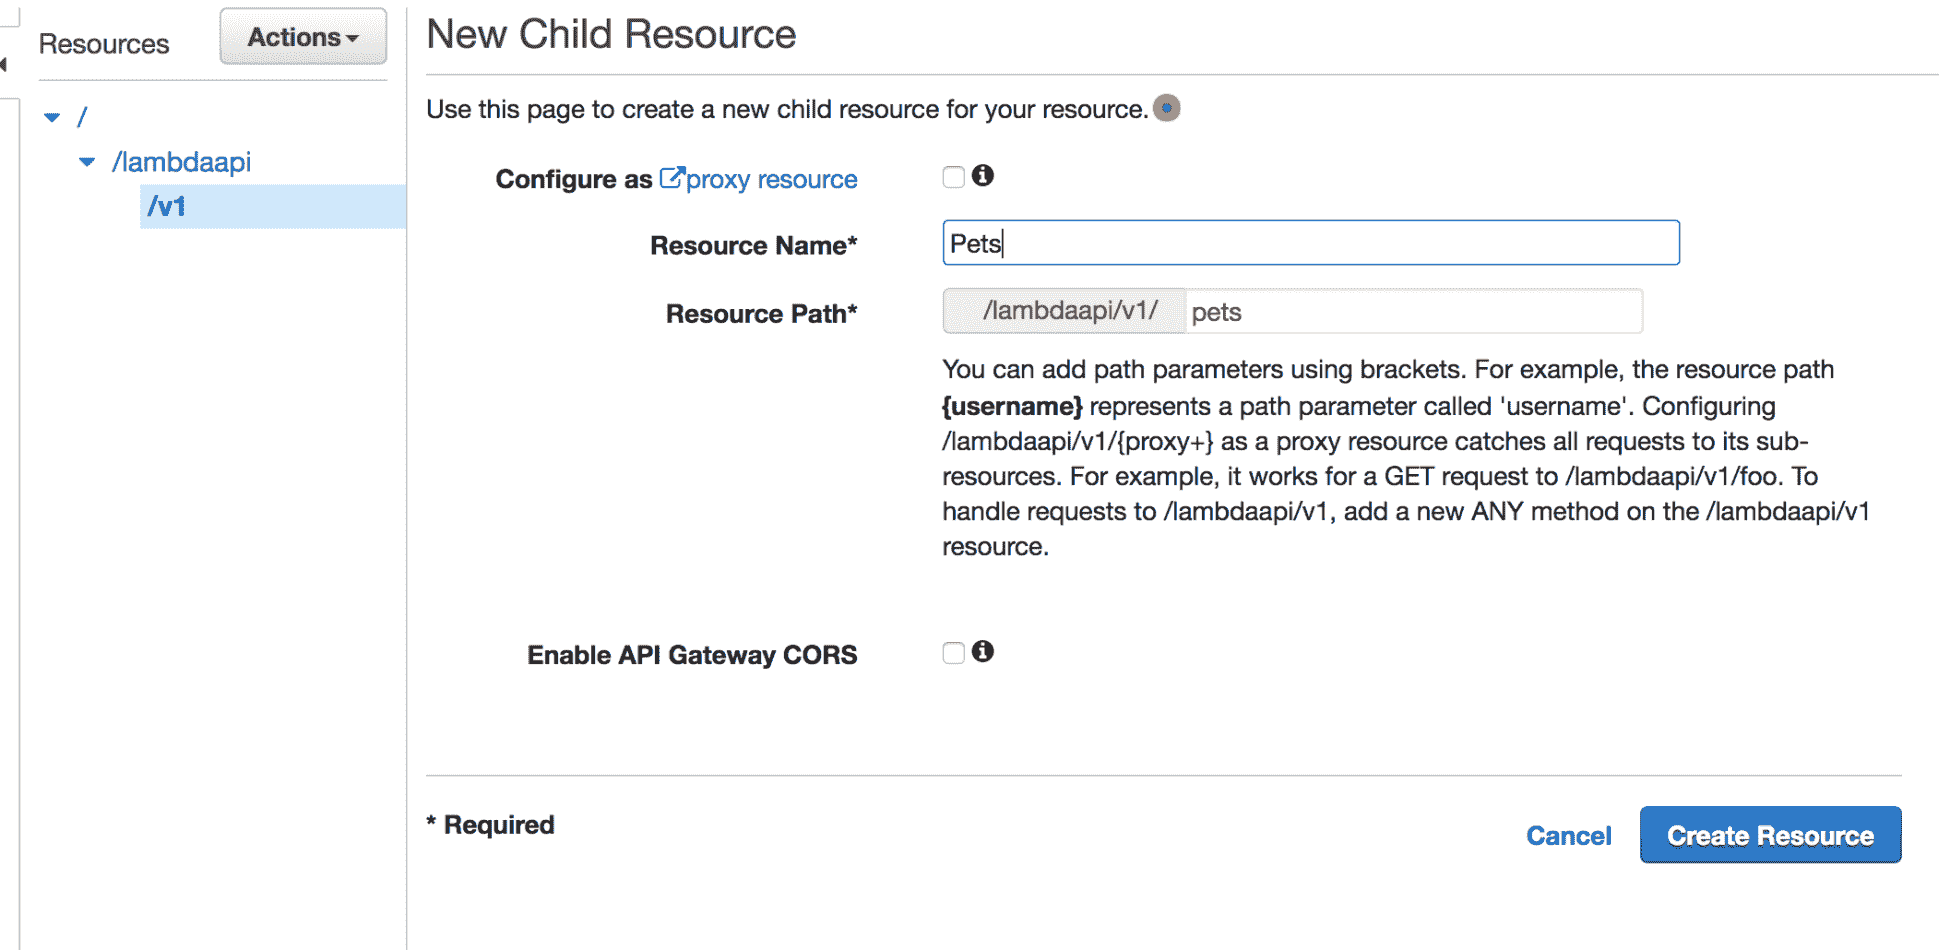 Resources
Actions
/
/lambdaapi
/v1
New Child Resource
Use this page to create a new child resource for your resource.
Configure as proxy resource
Resource Name* Pets
Resource Path* /lambdaapi/v1/ pets
You can add path parameters using brackets. For example, the resource path
{username} represents a path parameter called 'username'. Configuring
/lambdaapi/v1/{proxy+} as a proxy resource catches all requests to its sub-
resources. For example, it works for a GET request to /lambdaapi/v1/foo. To
handle requests to /lambdaapi/v1, add a new ANY method on the /lambdaapi/v1
resource.
Enable API Gateway CORS
* Required
Cancel
Create Resource